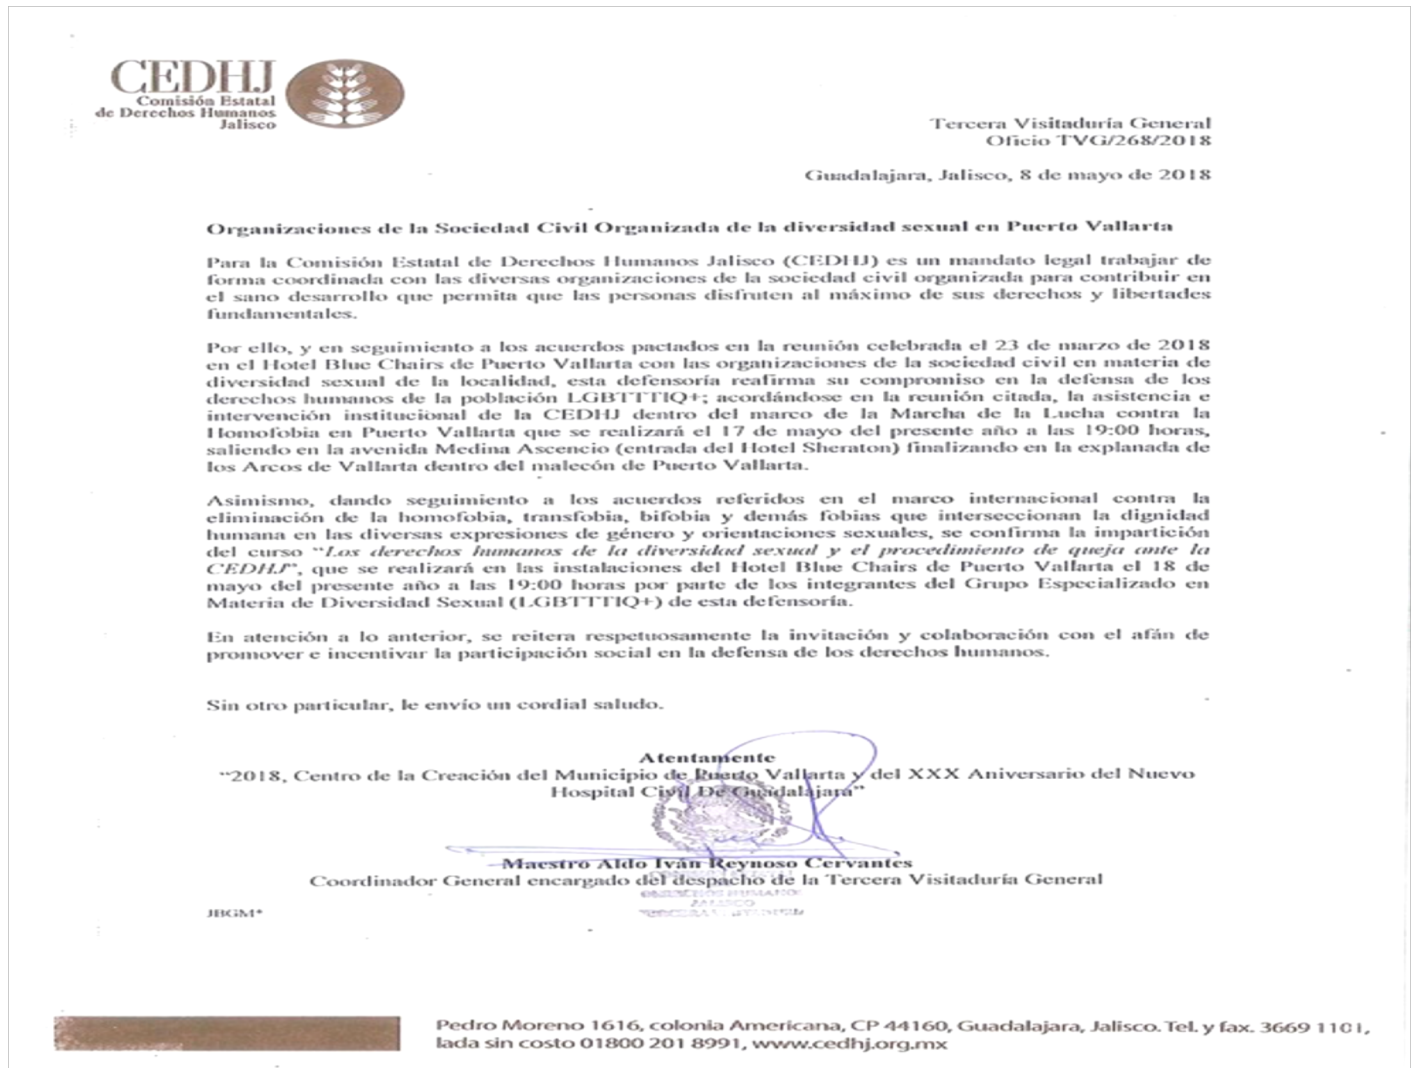 CEDHJ
Comisión Estatal
de Derechos Humanos
Jalisco
Tercera Visitaduría General
Oficio TVG/268/2018
Guadalajara, Jalisco, 8 de mayo de 2018
Organizaciones de la Sociedad Civil Organizada de la diversidad sexual en Puerto Vallarta
Para la Comisión Estatal de Derechos Humanos Jalisco (CEDHJ) es un mandato legal trabajar de
forma coordinada con las diversas organizaciones de la sociedad civil organizada para contribuir en
el sano desarrollo que permita que las personas disfruten al máximo de sus derechos y libertades
fundamentales.
Por ello, y en seguimiento a los acuerdos pactados en la reunión celebrada el 23 de marzo de 2018
en el Hotel Blue Chairs de Puerto Vallarta con las organizaciones de la sociedad civil en materia de
diversidad sexual de la localidad, esta defensoría reafirma su compromiso en la defensa de los
derechos humanos de la población LGBTTTIQ+; acordándose en la reunión citada, la asistencia e
intervención institucional de la CEDHJ dentro del marco de la Marcha de la Lucha contra la
Homofobia en Puerto Vallarta que se realizará el 17 de mayo del presente año a las 19:00 horas,
saliendo en la avenida Medina Ascencio (entrada del Hotel Sheraton) finalizando en la explanada de
los Arcos de Vallarta dentro del malecón de Puerto Vallarta.
Asimismo, dando seguimiento a los acuerdos referidos en el marco internacional contra la
eliminación de la homofobia, transfobia, bifobia y demás fobias que interseccionan la dignidad
humana en las diversas expresiones de género y orientaciones sexuales, se confirma la impartición
del curso “Los derechos humanos de la diversidad sexual y el procedimiento de queja ante la
CEDHJ”, que se realizará en las instalaciones del Hotel Blue Chairs de Puerto Vallarta el 18 de
mayo del presente año a las 19:00 horas por parte de los integrantes del Grupo Especializado en
Materia de Diversidad Sexual (LGBTTTIQ+) de esta defensoría.
En atención a lo anterior, se reitera respetuosamente la invitación y colaboración con el afán de
promover e incentivar la participación social en la defensa de los derechos humanos.
Sin otro particular, le envío un cordial saludo.
Atentamente
“2018, Centro de la Creación del Municipio de Puerto Vallarta y del XXX Aniversario del Nuevo
Hospital Civil De Guadalajara”
Maestro Aldo Iván Reynoso Cervantes
Coordinador General encargado del despacho de la Tercera Visitaduría General
JALISCO
JBGM*
Pedro Moreno 1616, colonia Americana, CP 44160, Guadalajara, Jalisco. Tel. y fax. 3669 1101,
lada sin costo 01800 201 8991, www.cedhj.org.mx